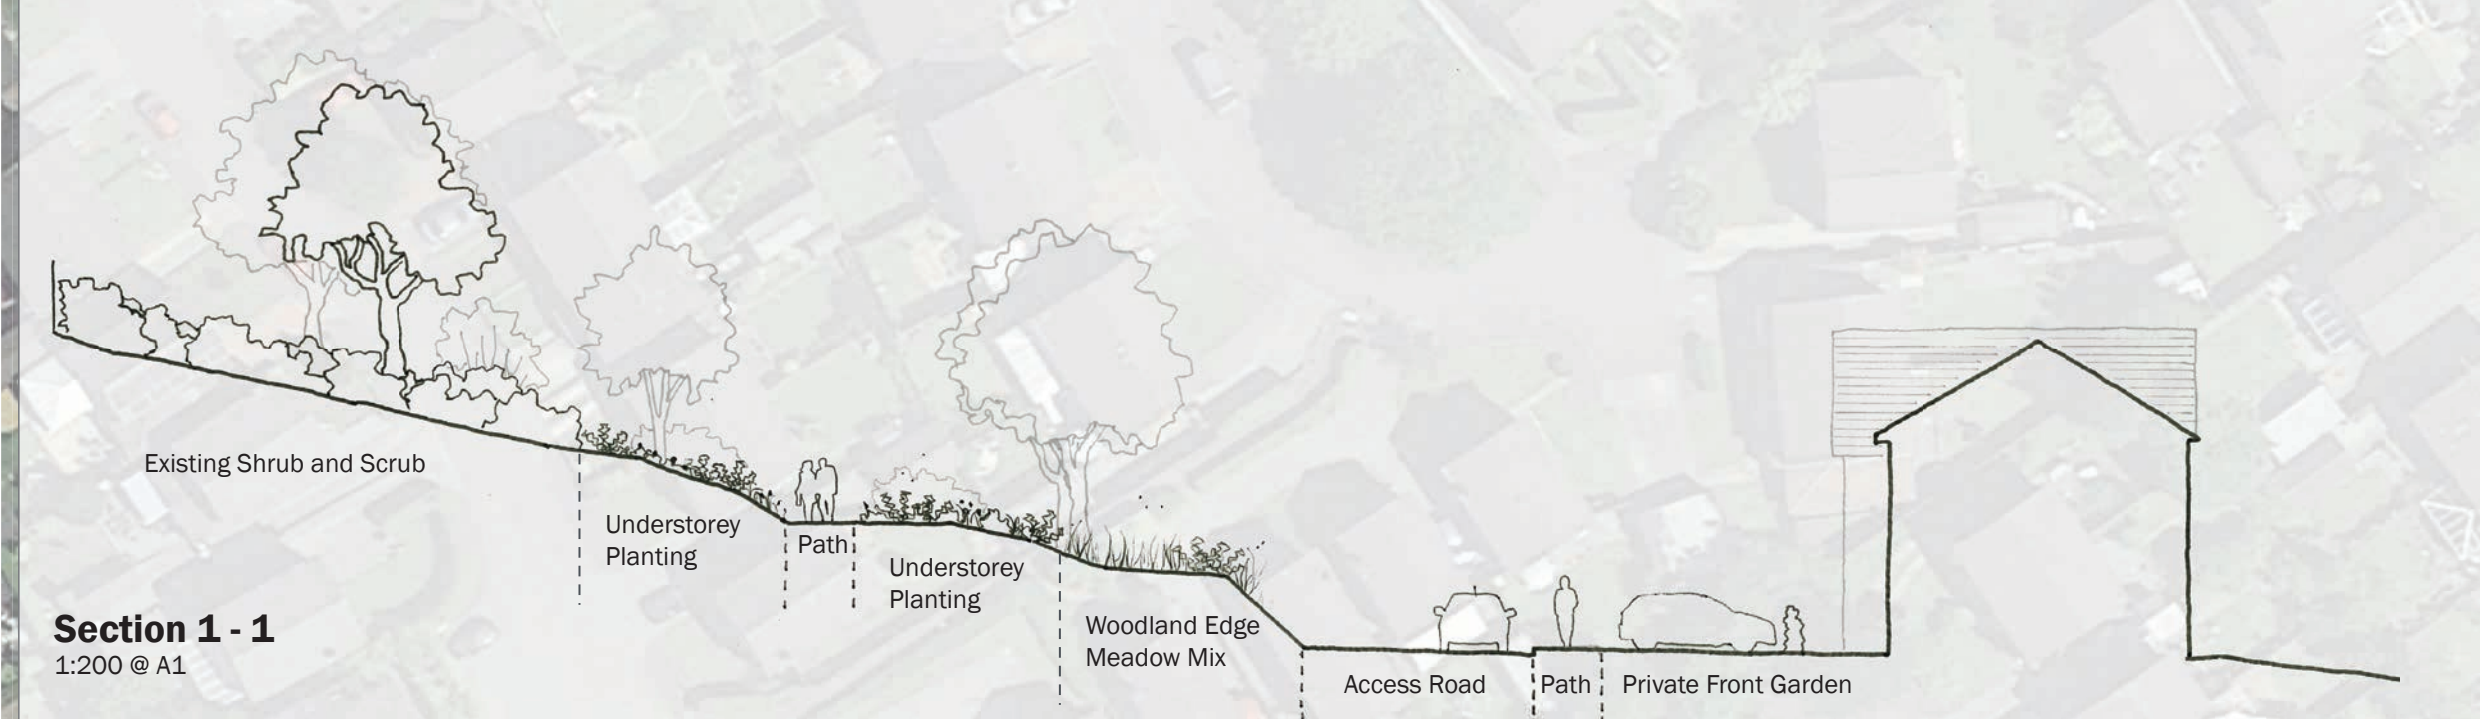 Existing Shrub and Scrub
Understorey
Planting
Path
Understorey
Planting
Woodland Edge
Meadow Mix
Access Road
Path
Private Front Garden
Section 1 - 1
1:200 @ A1